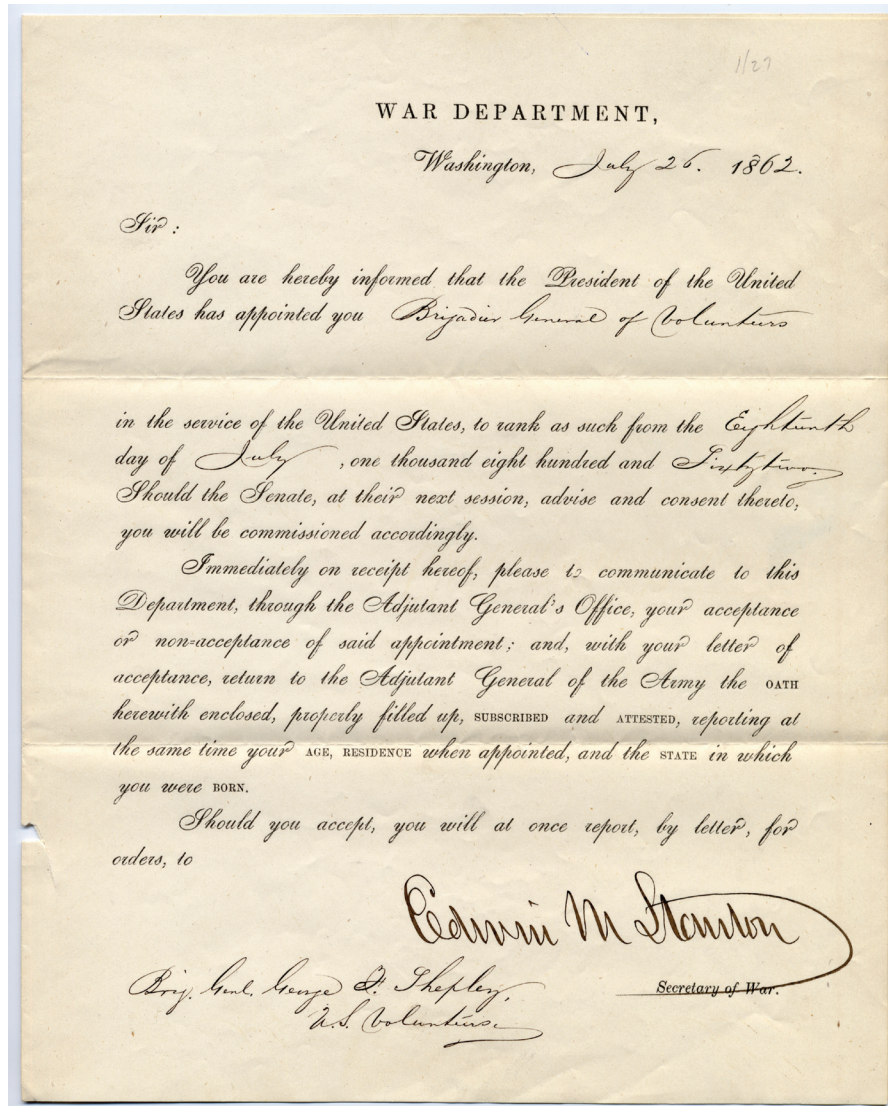 1/27
WAR DEPARTMENT,
Washington, July 26. 1862.
Sir:
You are hereby informed that the President of the United
States has appointed you Brigadier General of Volunteers
in the service of the United States, to rank as such from the Eighteenth
day of July, one thousand eight hundred and Sixty two.
Should the Senate, at their next session, advise and consent thereto,
you will be commissioned accordingly.
Immediately on receipt hereof, please to communicate to this
Department, through the Adjutant General's Office, your acceptance
or non-acceptance of said appointment; and, with your letter of
acceptance, return to the Adjutant General of the Army the OATH
herewith enclosed, properly filled up, SUBSCRIBED and ATTESTED, reporting at
the same time your AGE, RESIDENCE when appointed, and the STATE in which
you were BORN.
Should you accept, you will at once report, by letter, for
orders, to
Edwin M Stanton
Secretary of War.
Brig. Genl. George F. Shepley,
U.S. Volunteers.